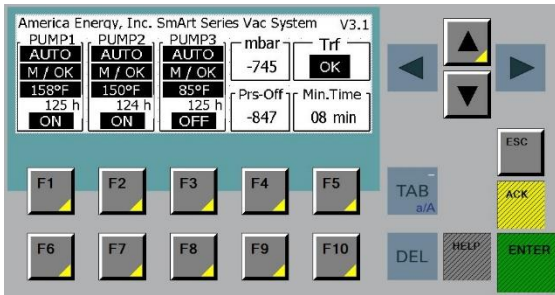 America Energy, Inc. SmArt Series Vac System V3.1
PUMP1 PUMP2 PUMP3 mbar Trf
AUTO AUTO AUTO -745 OK
M / OK M / OK M / OK
158°F 150°F 85°F Prs-Off Min.Time
125 h 124 h 125 h -847 08 min
ON ON OFF
ESC
F1 F2 F3 F4 F5 TAB ACK
a/A
F6 F7 F8 F9 F10 DEL HELP ENTER